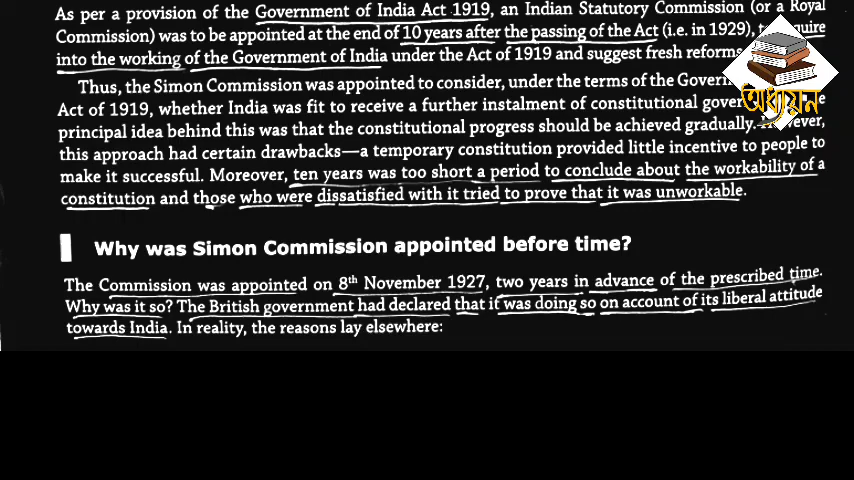 As per a provision of the Government of India Act 1919, an Indian Statutory Commission (or a Royal
Commission) was to be appointed at the end of 10 years after the passing of the Act (i.e. in 1929), to
into the working of the Government of India under the Act of 1919 and suggest fresh reforms
Thus, the Simon Commission was appointed to consider, under the terms of the
Act of 1919, whether India was fit to receive a further instalment of constitutional
principal idea behind this was that the constitutional progress should be achieved gradually. However,
this approach had certain drawbacks—a temporary constitution provided little incentive to people to
make it successful. Moreover, ten years was too short a period to conclude about the workability of a
constitution and those who were dissatisfied with it tried to prove that it was unworkable.
Why was Simon Commission appointed before time?
The Commission was appointed on 8th November 1927, two years in advance of the prescribed time.
Why was it so? The British government had declared that it was doing so on account of its liberal attitude
towards India. In reality, the reasons lay elsewhere:
অধ্যয়ন